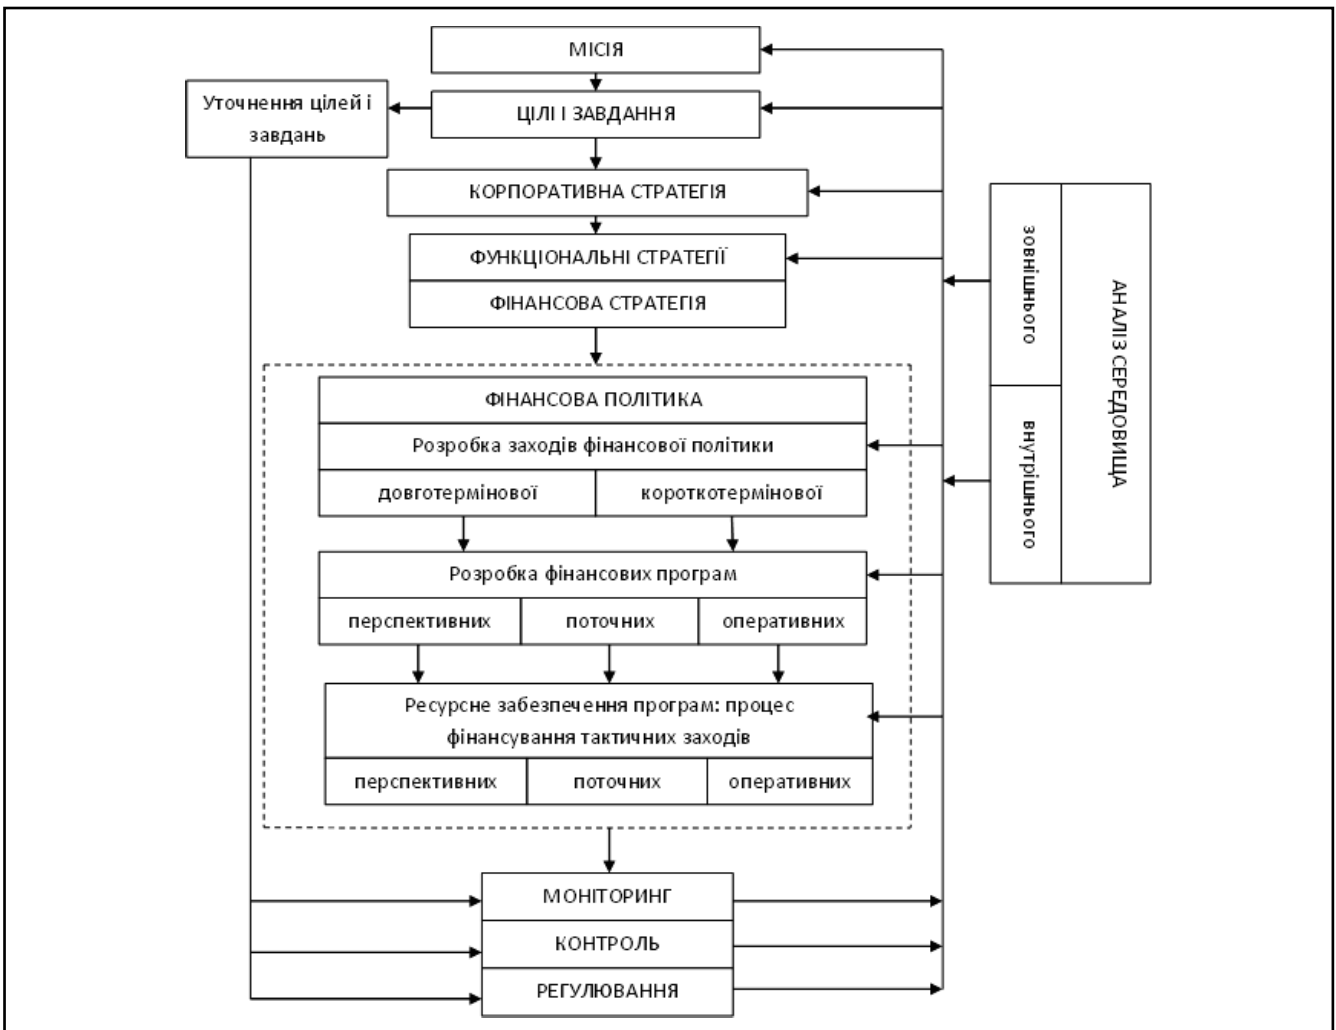 МІСІЯ
Уточнення цілей і
завдань
ЦІЛІ І ЗАВДАННЯ
КОРПОРАТИВНА СТРАТЕГІЯ
ФУНКЦІОНАЛЬНІ СТРАТЕГІЇ
ФІНАНСОВА СТРАТЕГІЯ
зовнішнього
внутрішнього
АНАЛІЗ СЕРЕДОВИЩА
ФІНАНСОВА ПОЛІТИКА
Розробка заходів фінансової політики
довготермінової
короткотермінової
Розробка фінансових програм
перспективних
поточних
оперативних
Ресурсне забезпечення програм: процес
фінансування тактичних заходів
перспективних
поточних
оперативних
МОНІТОРИНГ
КОНТРОЛЬ
РЕГУЛЮВАННЯ